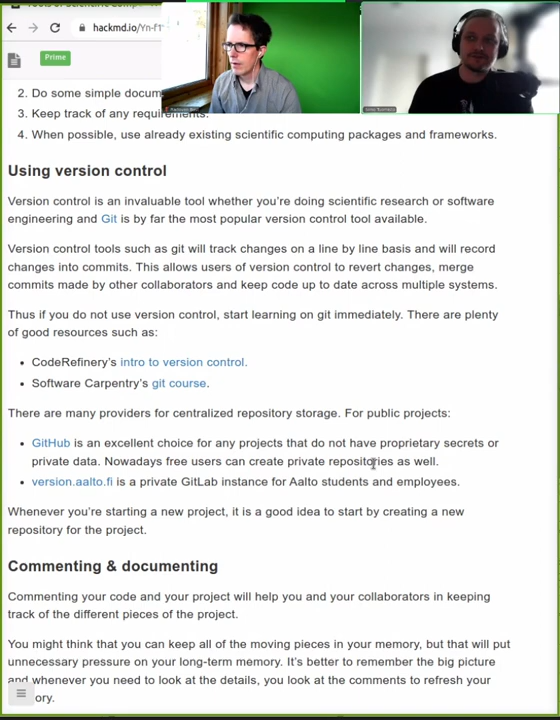 hackmd.io/Yn-f1
Prime
2. Do some simple docum
3. Keep track of any requirements.
4. When possible, use already existing scientific computing packages and frameworks.
Using version control
Version control is an invaluable tool whether you're doing scientific research or software
engineering and Git is by far the most popular version control tool available.
Version control tools such as git will track changes on a line by line basis and will record
changes into commits. This allows users of version control to revert changes, merge
commits made by other collaborators and keep code up to date across multiple systems.
Thus if you do not use version control, start learning on git immediately. There are plenty
of good resources such as:
• CodeRefinery's intro to version control.
• Software Carpentry's git course.
There are many providers for centralized repository storage. For public projects:
• GitHub is an excellent choice for any projects that do not have proprietary secrets or
private data. Nowadays free users can create private repositories as well.
• version.aalto.fi is a private GitLab instance for Aalto students and employees.
Whenever you're starting a new project, it is a good idea to start by creating a new
repository for the project.
Commenting & documenting
Commenting your code and your project will help you and your collaborators in keeping
track of the different pieces of the project.
You might think that you can keep all of the moving pieces in your memory, but that will put
unnecessary pressure on your long-term memory. It's better to remember the big picture
and whenever you need to look at the details, you look at the comments to refresh your
ory.